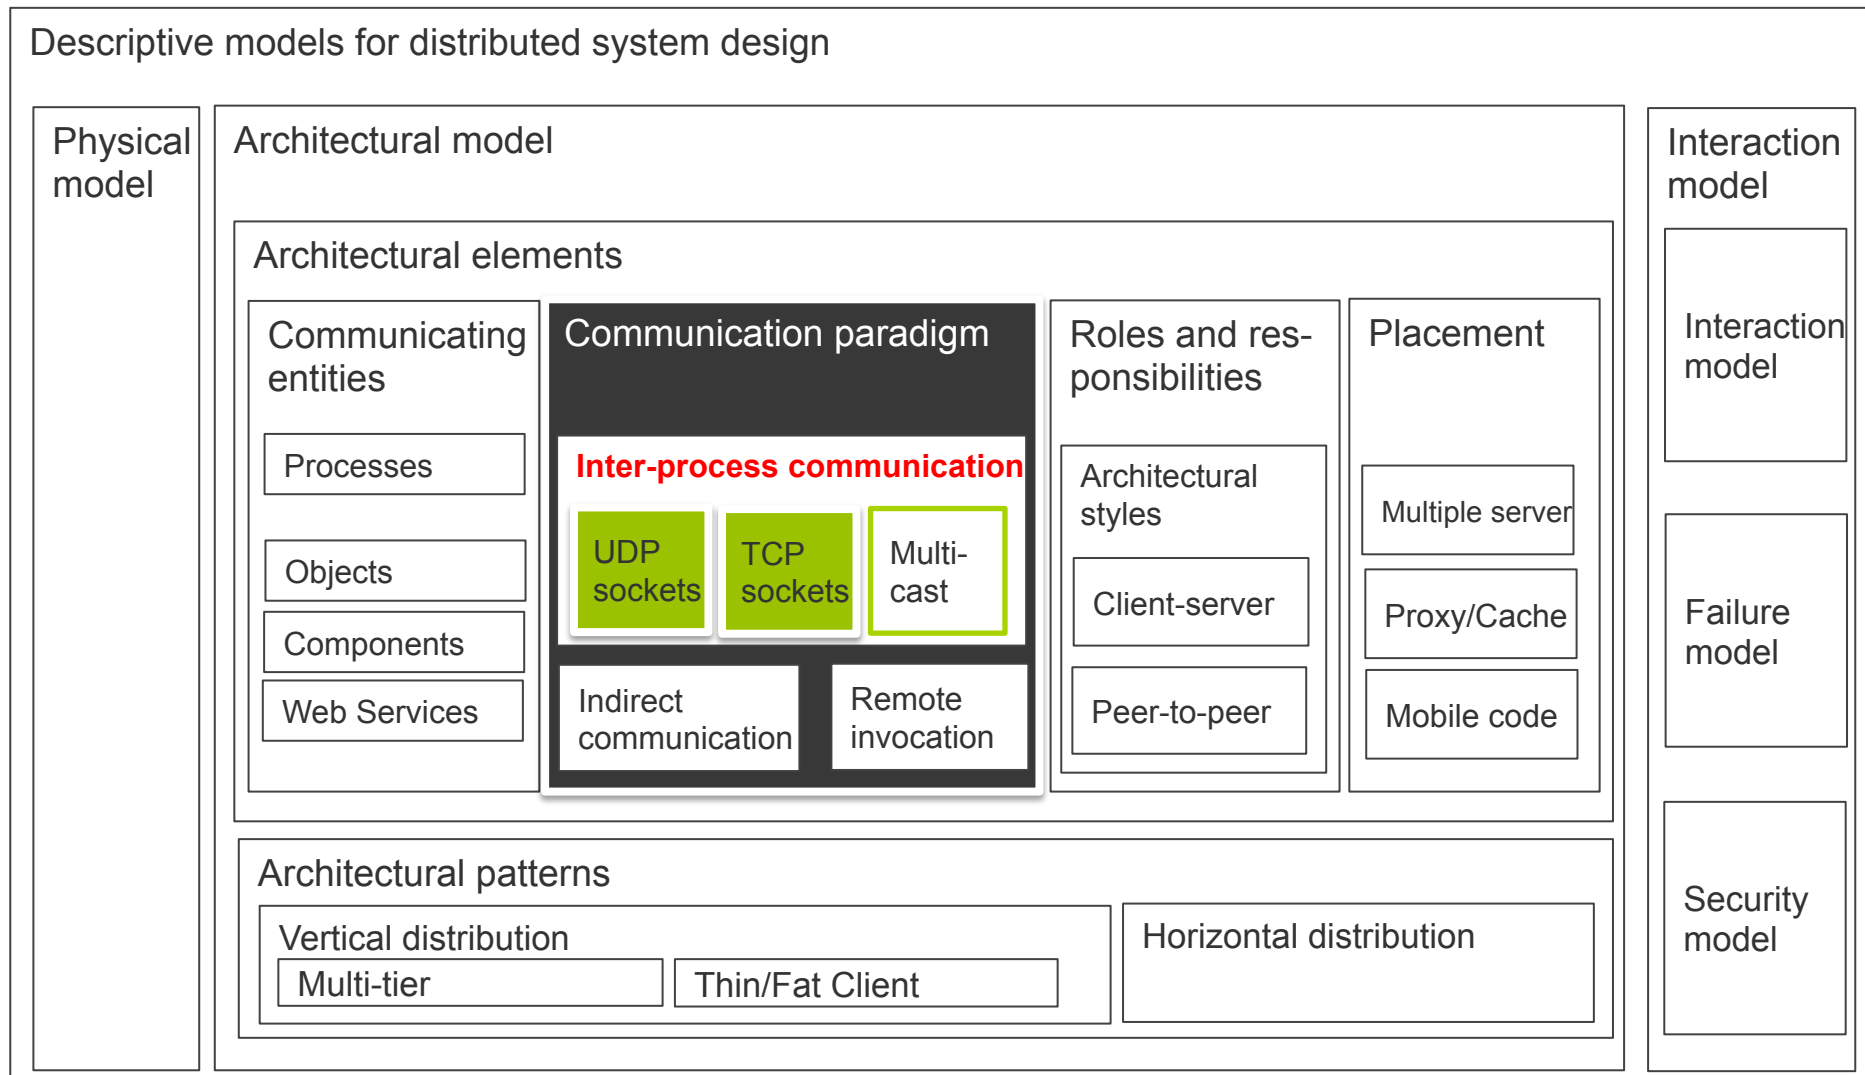 Descriptive models for distributed system design
Physical
model
Architectural model
Architectural elements
Communicating
entities
Processes
Objects
Components
Web Services
Communication paradigm
Inter-process communication
UDP
sockets
TCP
sockets
Multi-
cast
Indirect
communication
Remote
invocation
Roles and res-
ponsibilities
Architectural
styles
Client-server
Peer-to-peer
Placement
Multiple server
Proxy/Cache
Mobile code
Architectural patterns
Vertical distribution
Multi-tier
Thin/Fat Client
Horizontal distribution
Interaction
model
Interaction
model
Failure
model
Security
model